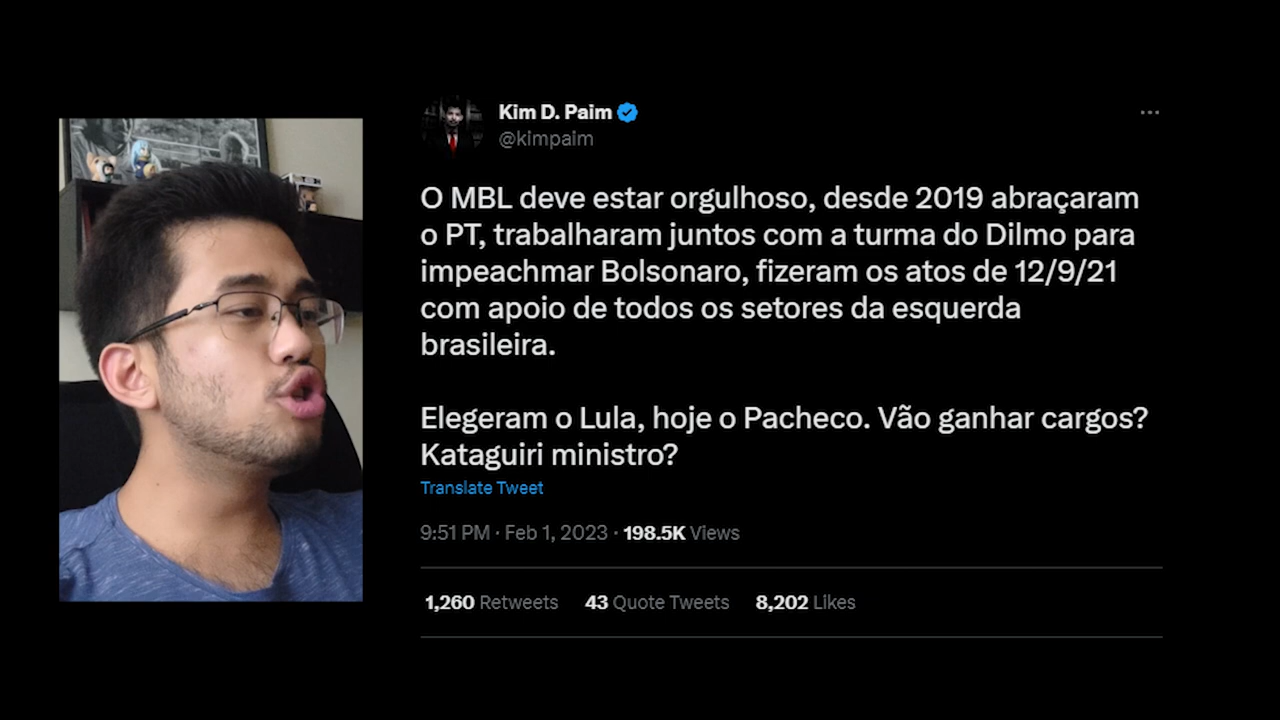 Kim D. Paim
@kimpaim
O MBL deve estar orgulhoso, desde 2019 abraçaram
o PT, trabalharam juntos com a turma do Dilmo para
impeachmar Bolsonaro, fizeram os atos de 12/9/21
com apoio de todos os setores da esquerda
brasileira.
Elegeram o Lula, hoje o Pacheco. Vão ganhar cargos?
Kataguiri ministro?
Translate Tweet
9:51 PM · Feb 1, 2023 · 198.5K Views
1,260 Retweets 43 Quote Tweets 8,202 Likes